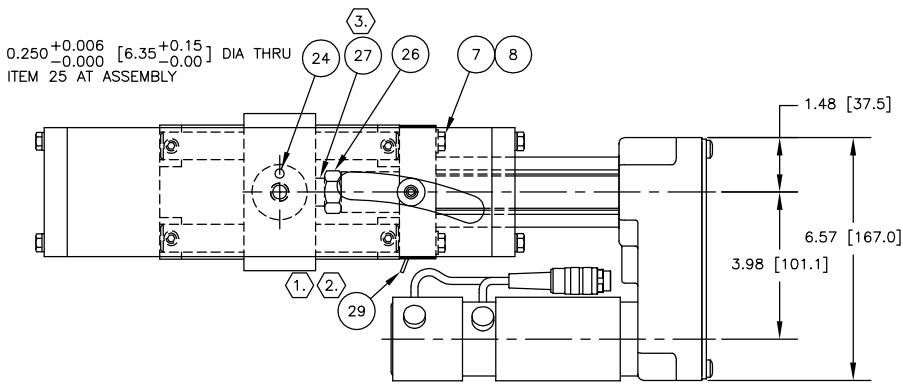 3.
0.250 +0.006 -0.000 [6.35 +0.15 -0.00] DIA THRU
ITEM 25 AT ASSEMBLY
24 27 26 7 8
1.48 [37.5]
6.57 [167.0]
3.98 [101.1]
1. 2.
29